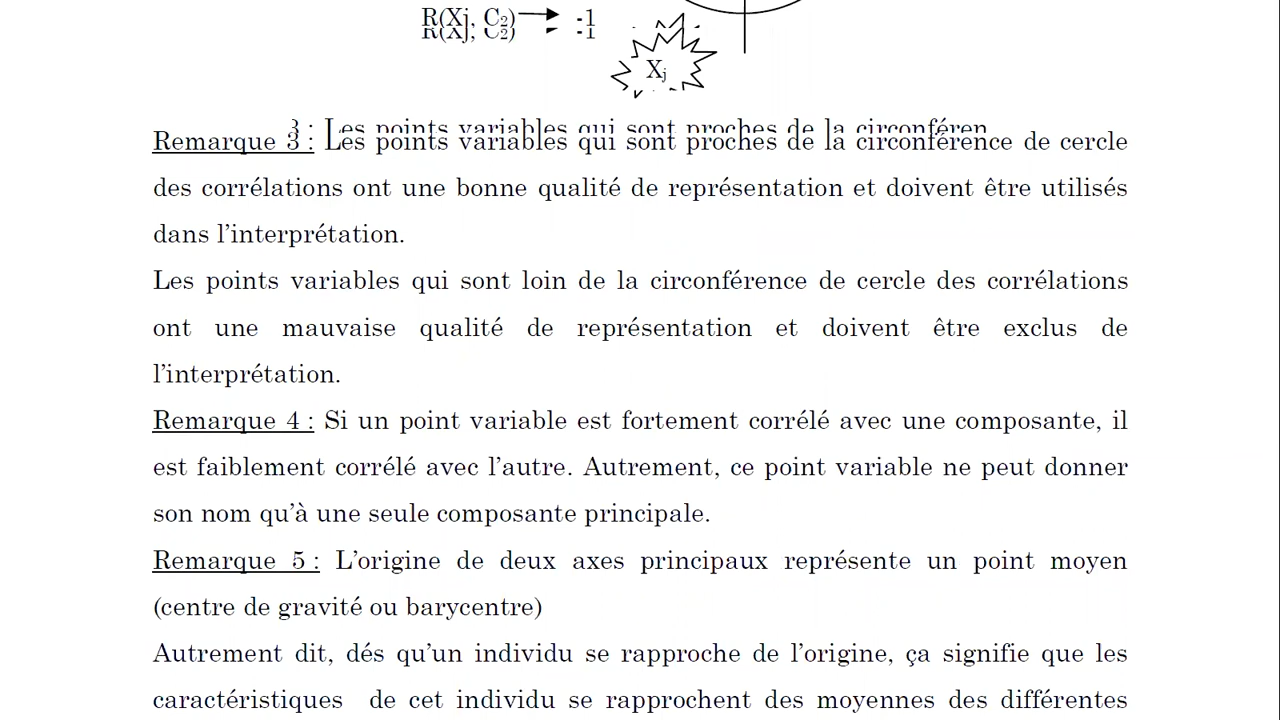 R(Xj, C₂) → -1
Xj
Remarque 3 : Les points variables qui sont proches de la circonférence de cercle
des corrélations ont une bonne qualité de représentation et doivent être utilisés
dans l'interprétation.
Les points variables qui sont loin de la circonférence de cercle des corrélations
ont une mauvaise qualité de représentation et doivent être exclus de
l'interprétation.
Remarque 4 : Si un point variable est fortement corrélé avec une composante, il
est faiblement corrélé avec l'autre. Autrement, ce point variable ne peut donner
son nom qu'à une seule composante principale.
Remarque 5 : L'origine de deux axes principaux représente un point moyen
(centre de gravité ou barycentre)
Autrement dit, dés qu'un individu se rapproche de l'origine, ça signifie que les
caractéristiques de cet individu se rapprochent des moyennes des différentes